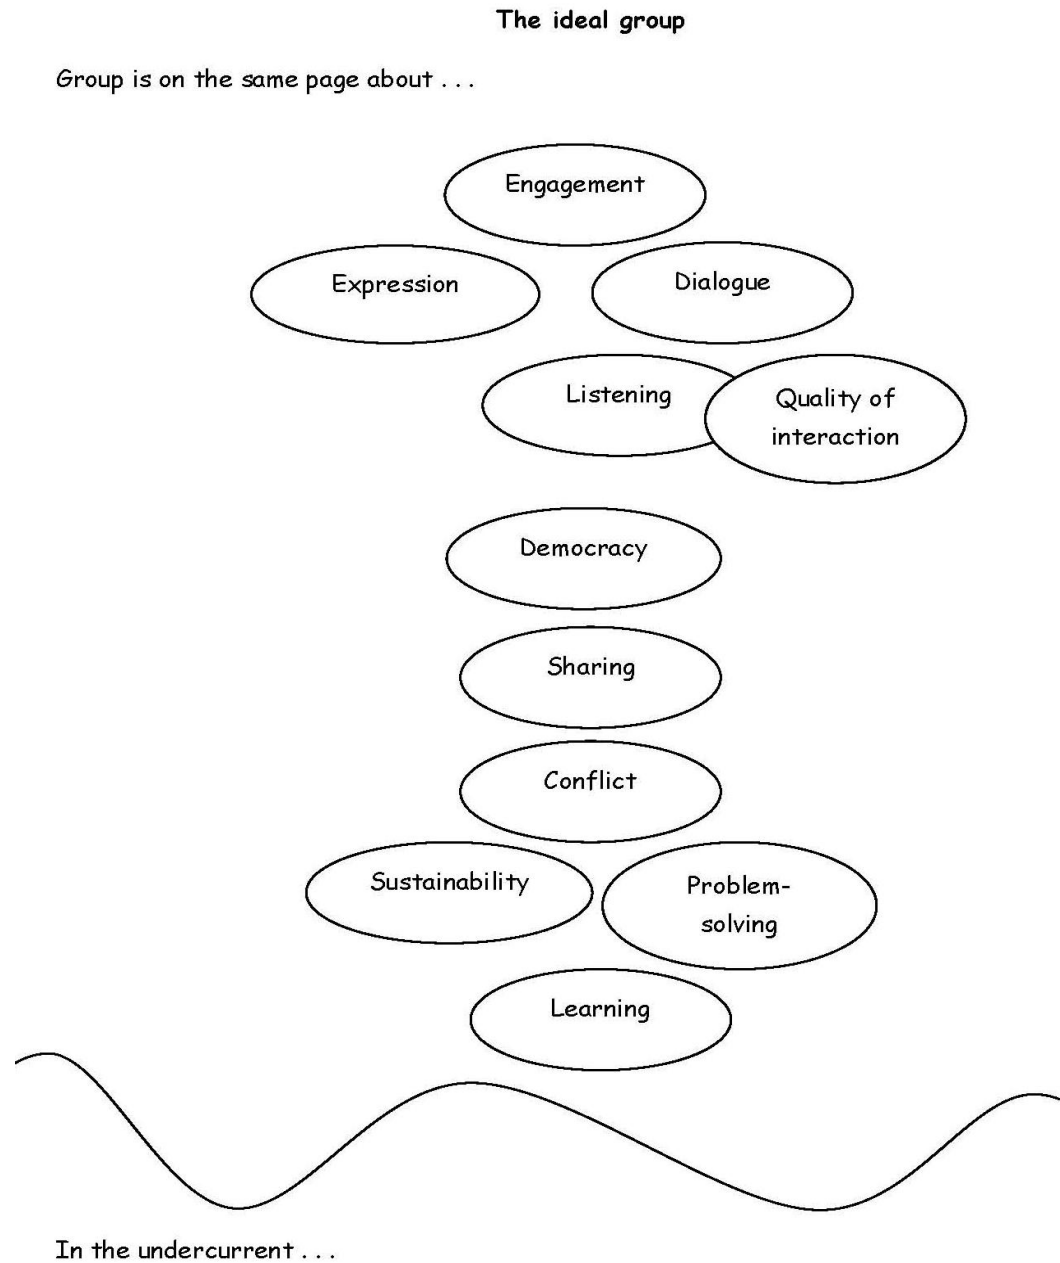 The ideal group
Group is on the same page about . . .
Engagement
Expression
Dialogue
Listening
Quality of
interaction
Democracy
Sharing
Conflict
Sustainability
Problem-
solving
Learning
In the undercurrent . . .